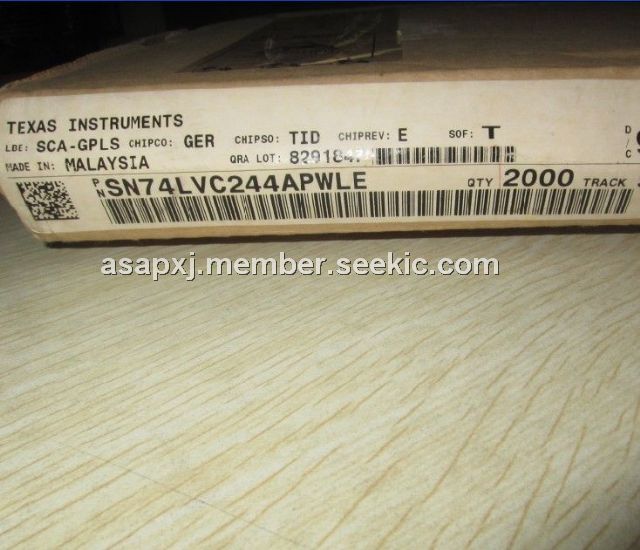 TEXAS INSTRUMENTS
LBE: SCA-GPLS CHIPCO: GER CHIPSO: TID CHIPREV: E SOF: T D
MADE IN: MALAYSIA QRA LOT: /C
PN SN74LVC244APWLE QTY 2000 TRACK
asapxj.member.seekic.com